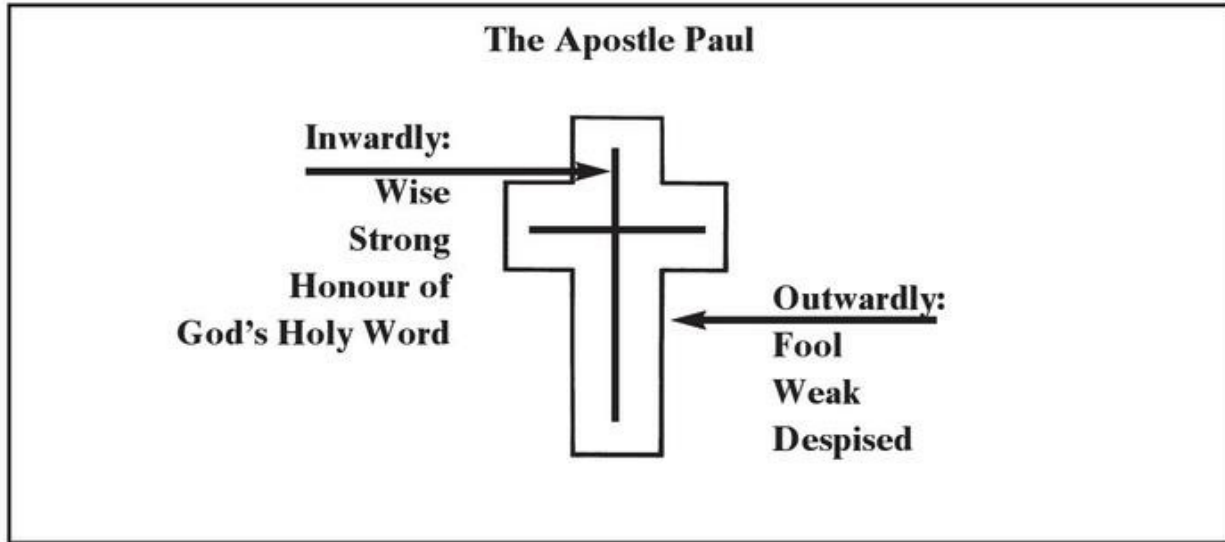 The Apostle Paul
Inwardly:
Wise
Strong
Honour of
God's Holy Word
Outwardly:
Fool
Weak
Despised